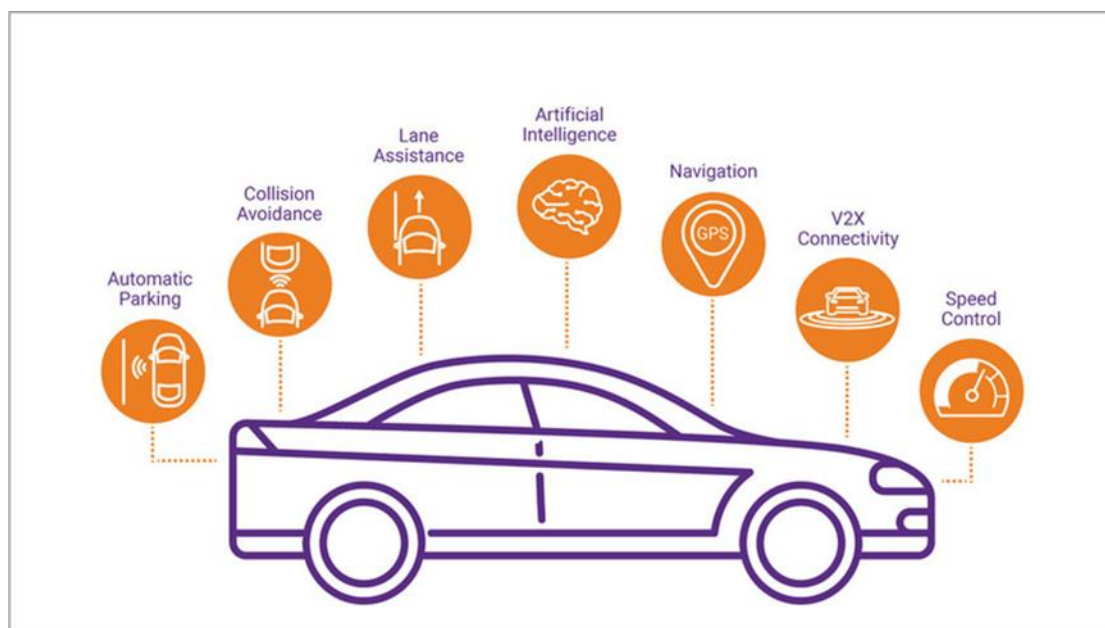 Automatic
Parking
Collision
Avoidance
Lane
Assistance
Artificial
Intelligence
Navigation
GPS
V2X
Connectivity
Speed
Control